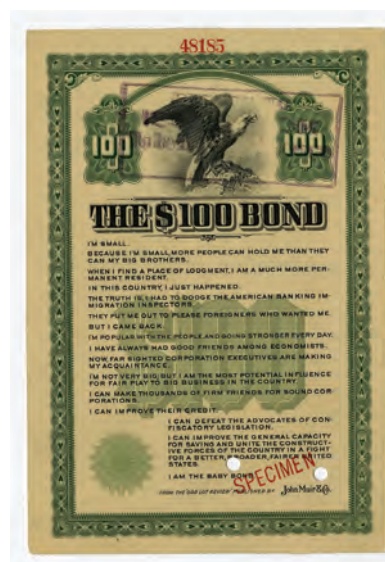 48185
100 100
THE $100 BOND
I'M SMALL.
BECAUSE I'M SMALL, MORE PEOPLE CAN HOLD ME THAN THEY
CAN MY BIG BROTHERS.
WHEN I FIND A PLACE OF LODGMENT, I AM A MUCH MORE PER-
MANENT RESIDENT.
IN THIS COUNTRY, I JUST HAPPENED.
THE TRUTH IS, I HAD TO DODGE THE AMERICAN BANKING IM-
MIGRATION INSPECTORS.
THEY PUT ME OUT TO PLEASE FOREIGNERS WHO WANTED ME.
BUT I CAME BACK.
I'M POPULAR WITH THE PEOPLE AND GOING STRONGER EVERY DAY.
I HAVE ALWAYS HAD GOOD FRIENDS AMONG ECONOMISTS.
NOW FAR SIGHTED CORPORATION EXECUTIVES ARE MAKING
MY ACQUAINTANCE.
I'M NOT VERY BIG, BUT I AM THE MOST POTENTIAL INFLUENCE
FOR FAIR PLAY TO BIG BUSINESS IN THE COUNTRY.
I CAN MAKE THOUSANDS OF FIRM FRIENDS FOR SOUND COR-
PORATIONS.
I CAN IMPROVE THEIR CREDIT.
I CAN DEFEAT THE ADVOCATES OF CON-
FISCATORY LEGISLATION.
I CAN IMPROVE THE GENERAL CAPACITY
FOR SAVING AND UNITE THE CONSTRUCT-
IVE FORCES OF THE COUNTRY IN A FIGHT
FOR A BETTER, BROADER, FAIRER UNITED
STATES.
I AM THE BABY BOND.
SPECIMEN
FROM THE "ODD LOT REVIEW" PUBLISHED BY John Muir & Co.